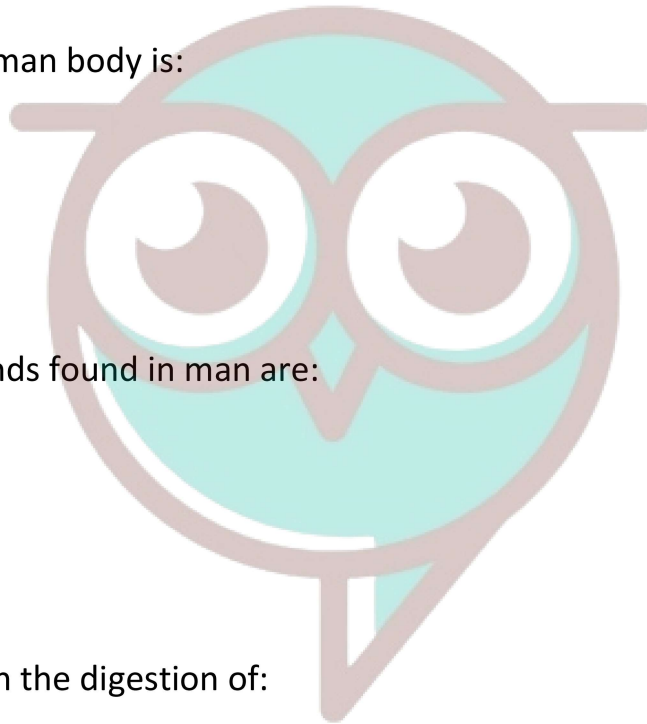 man body is:
nds found in man are:
n the digestion of: